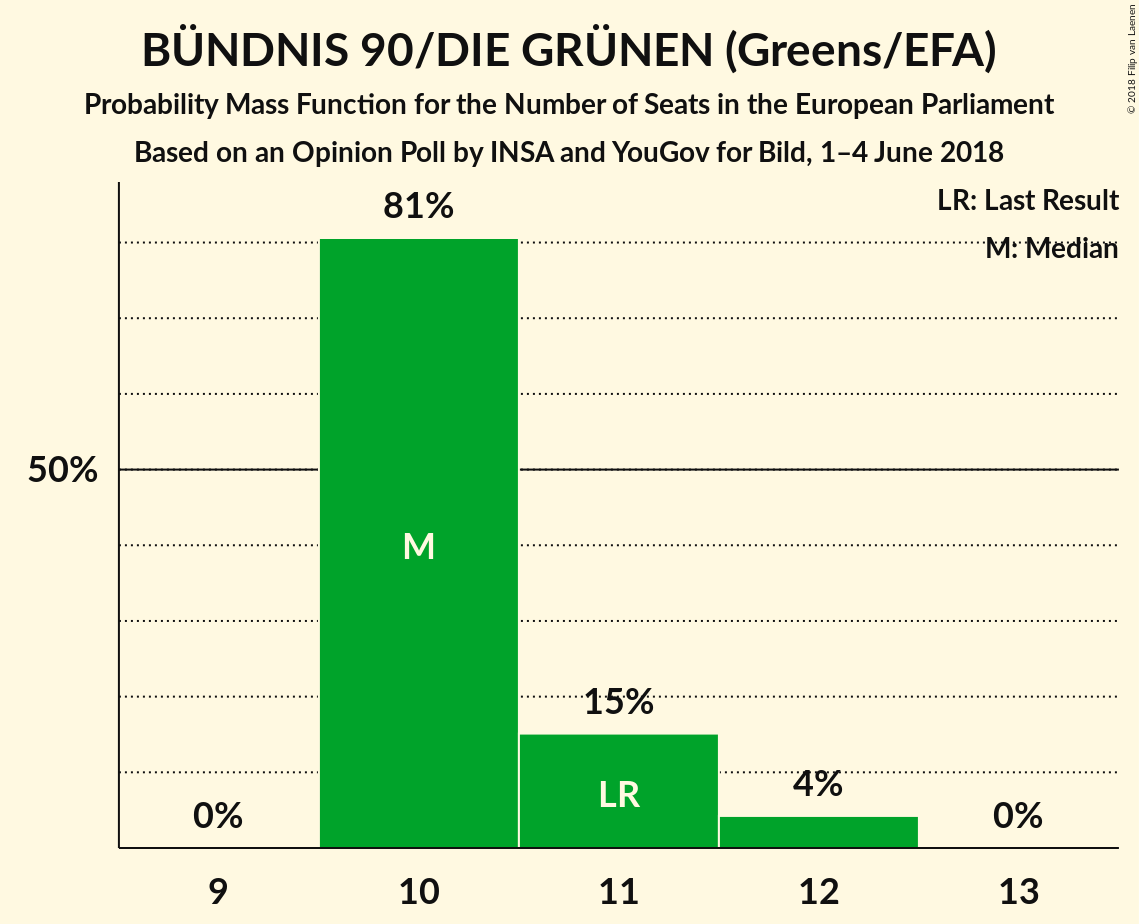 BÜNDNIS 90/DIE GRÜNEN (Greens/EFA)
Probability Mass Function for the Number of Seats in the European Parliament
Based on an Opinion Poll by INSA and YouGov for Bild, 1–4 June 2018
© 2018 Filip van Laenen
LR: Last Result
M: Median
81%
50%
M
15%
LR
4%
0%
0%
9
10
11
12
13